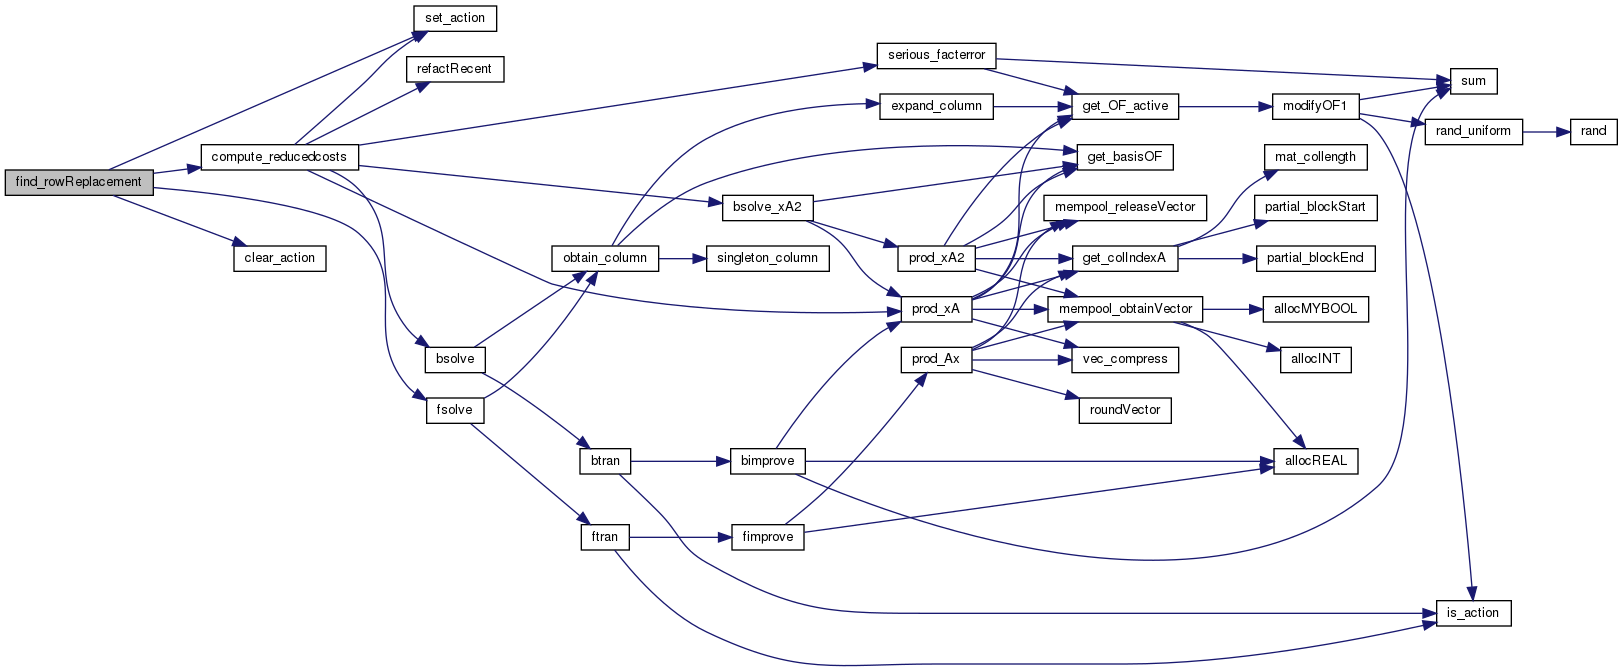 set_action
refactRecent
find_rowReplacement
compute_reducedcosts
clear_action
bsolve
fsolve
obtain_column
btran
ftran
bsolve_xA2
singleton_column
bimprove
fimprove
serious_facterror
expand_column
prod_xA2
prod_xA
prod_Ax
get_OF_active
get_basisOF
mempool_releaseVector
get_colIndexA
mempool_obtainVector
vec_compress
roundVector
modifyOF1
mat_collength
partial_blockStart
partial_blockEnd
allocMYBOOL
allocINT
allocREAL
sum
rand_uniform
is_action
rand